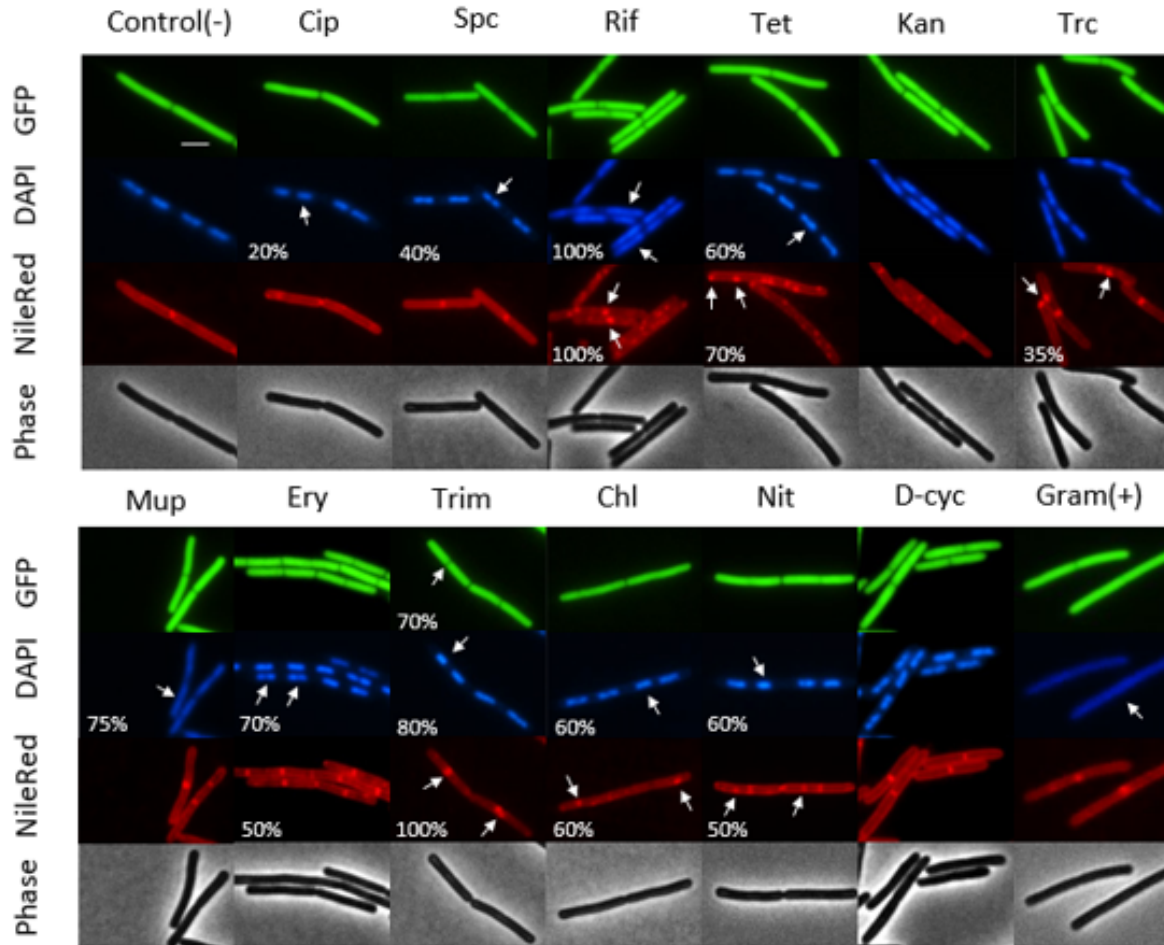 Control(-) Cip Spc Rif Tet Kan Trc
GFP
DAPI
20% 40% 100% 60%
NileRed
100% 70% 35%
Phase
Mup Ery Trim Chl Nit D-cyc Gram(+)
GFP
70%
DAPI
75% 70% 80% 60% 60%
NileRed
50% 100% 60% 50%
Phase